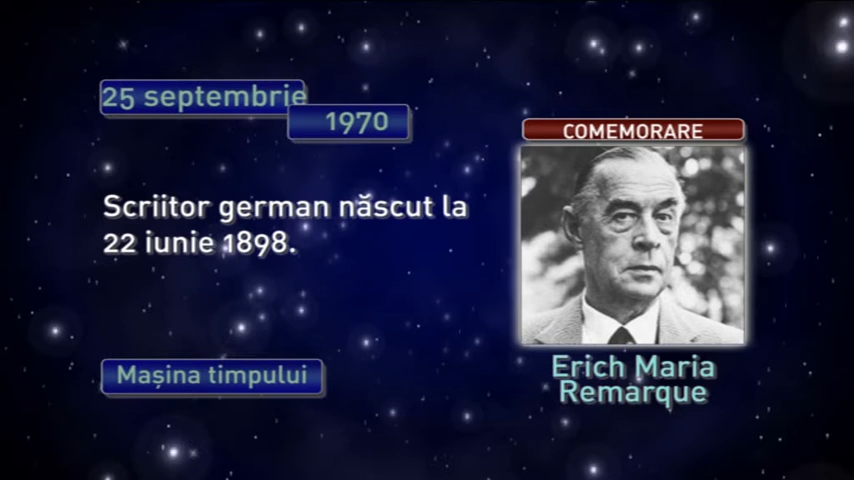 25 septembrie
1970
COMEMORARE
Scriitor german născut la
22 iunie 1898.
Mașina timpului
Erich Maria
Remarque